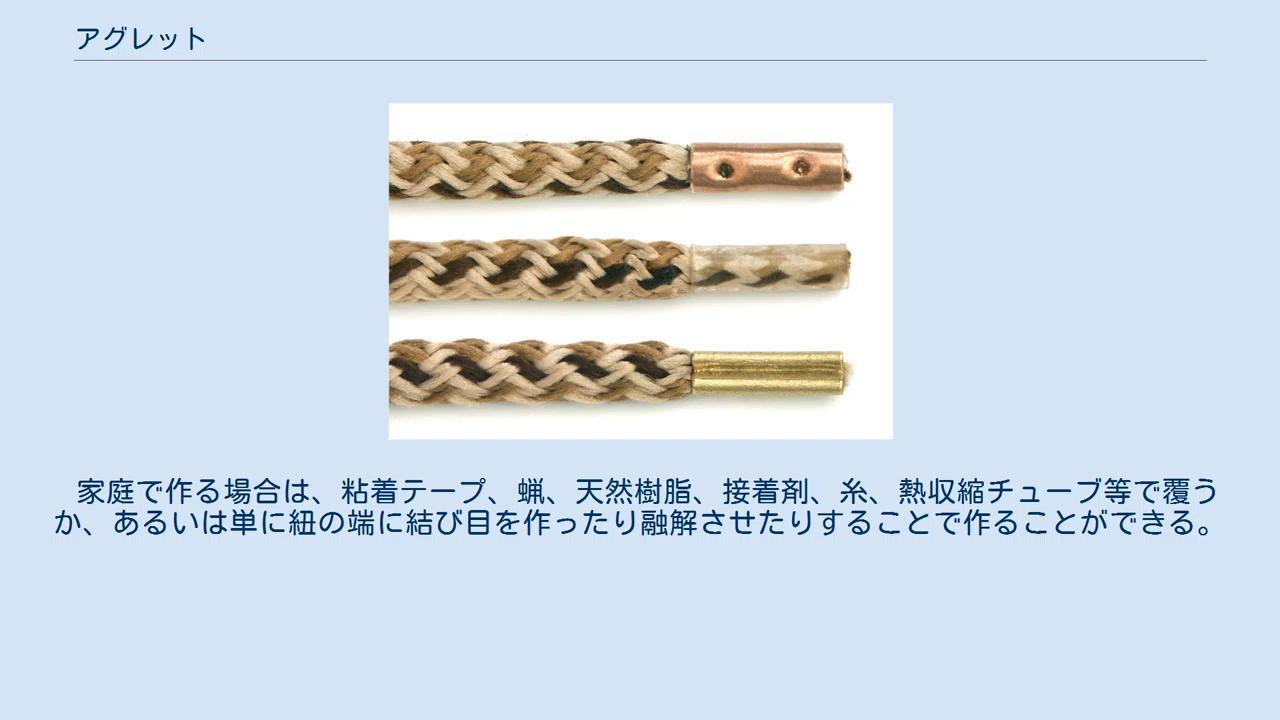 アグレット
家庭で作る場合は、粘着テープ、蝋、天然樹脂、接着剤、糸、熱収縮チューブ等で覆う
か、あるいは単に紐の端に結び目を作ったり融解させたりすることで作ることができる。